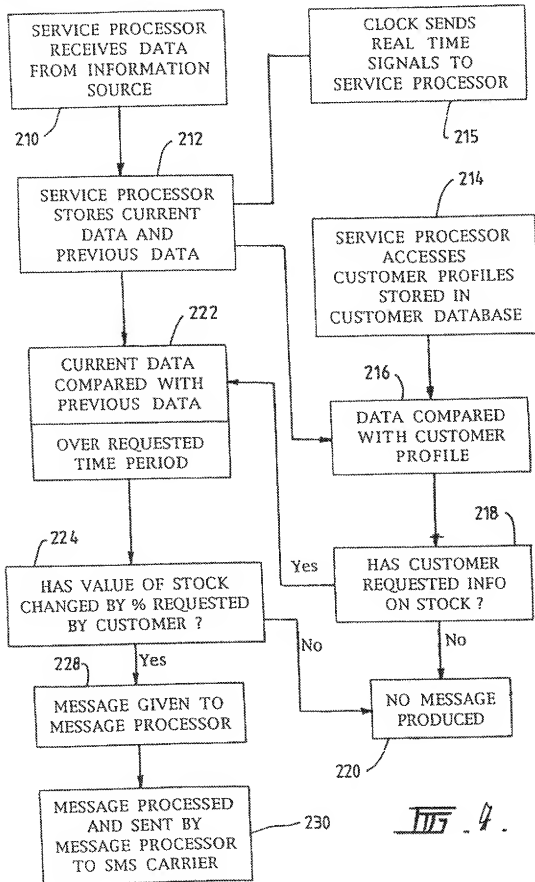 SERVICE PROCESSOR
RECEIVES DATA
FROM INFORMATION
SOURCE
210
CLOCK SENDS
REAL TIME
SIGNALS TO
SERVICE PROCESSOR
215
212
SERVICE PROCESSOR
STORES CURRENT
DATA AND
PREVIOUS DATA
214
SERVICE PROCESSOR
ACCESSES
CUSTOMER PROFILES
STORED IN
CUSTOMER DATABASE
222
CURRENT DATA
COMPARED WITH
PREVIOUS DATA
OVER REQUESTED
TIME PERIOD
216
DATA COMPARED
WITH CUSTOMER
PROFILE
224
HAS VALUE OF STOCK
CHANGED BY % REQUESTED
BY CUSTOMER ?
Yes
218
HAS CUSTOMER
REQUESTED INFO
ON STOCK ?
No
No
Yes
228
MESSAGE GIVEN TO
MESSAGE PROCESSOR
NO MESSAGE
PRODUCED
220
MESSAGE PROCESSED
AND SENT BY
MESSAGE PROCESSOR
TO SMS CARRIER
230